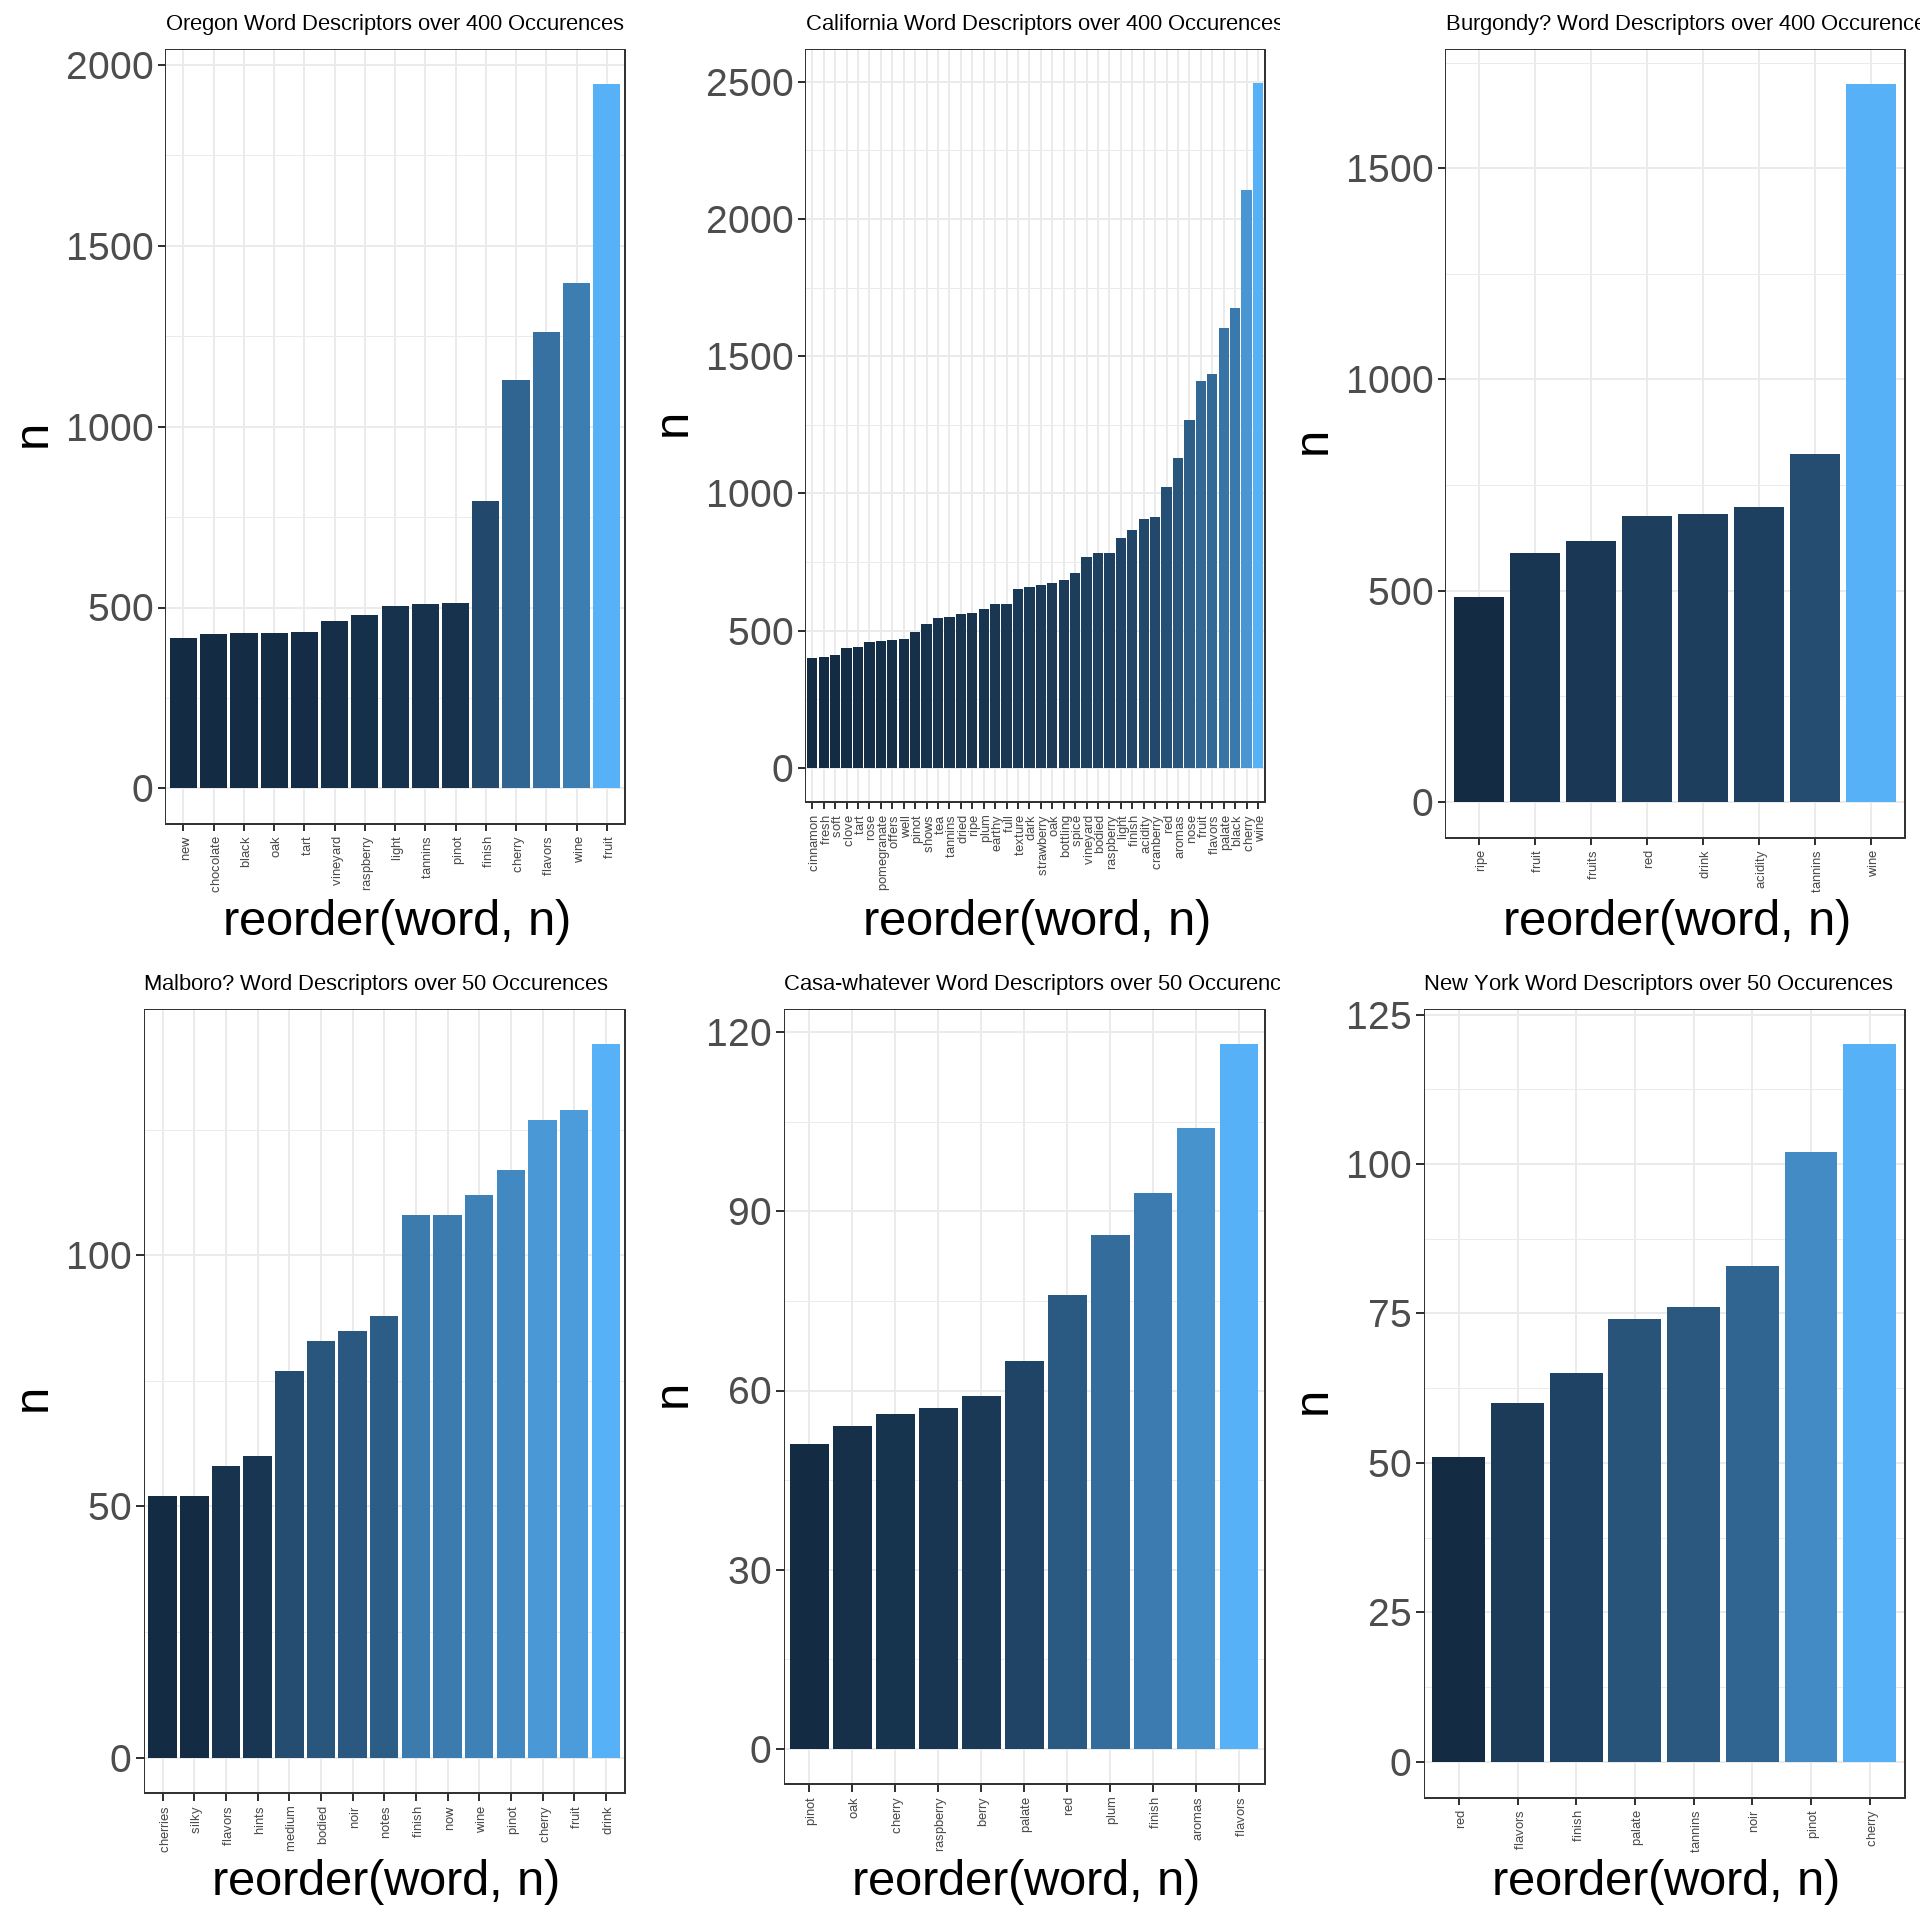 Oregon Word Descriptors over 400 Occurences
2000
1500
1000
500
0
n
new
chocolate
black
oak
tart
vineyard
raspberry
light
tannins
pinot
finish
cherry
flavors
wine
fruit
reorder(word, n)
California Word Descriptors over 400 Occurences
2500
2000
1500
1000
500
0
n
cinnamon
fresh
soft
clove
tart
rose
pomegranate
offers
well
pinot
shows
tea
tannins
dried
ripe
plum
earthy
full
texture
dark
strawberry
oak
bottling
spice
vineyard
bodied
raspberry
light
finish
acidity
cranberry
red
aromas
nose
fruit
flavors
palate
black
cherry
wine
reorder(word, n)
Burgondy? Word Descriptors over 400 Occurence
1500
1000
500
0
n
ripe
fruit
fruits
red
drink
acidity
tannins
wine
reorder(word, n)
Malboro? Word Descriptors over 50 Occurences
100
50
0
n
cherries
silky
flavors
hints
medium
bodied
noir
notes
finish
now
wine
pinot
cherry
fruit
drink
reorder(word, n)
Casa-whatever Word Descriptors over 50 Occurenc
120
90
60
30
0
n
pinot
oak
cherry
raspberry
berry
palate
red
plum
finish
aromas
flavors
reorder(word, n)
New York Word Descriptors over 50 Occurences
125
100
75
50
25
0
n
red
flavors
finish
palate
tannins
noir
pinot
cherry
reorder(word, n)